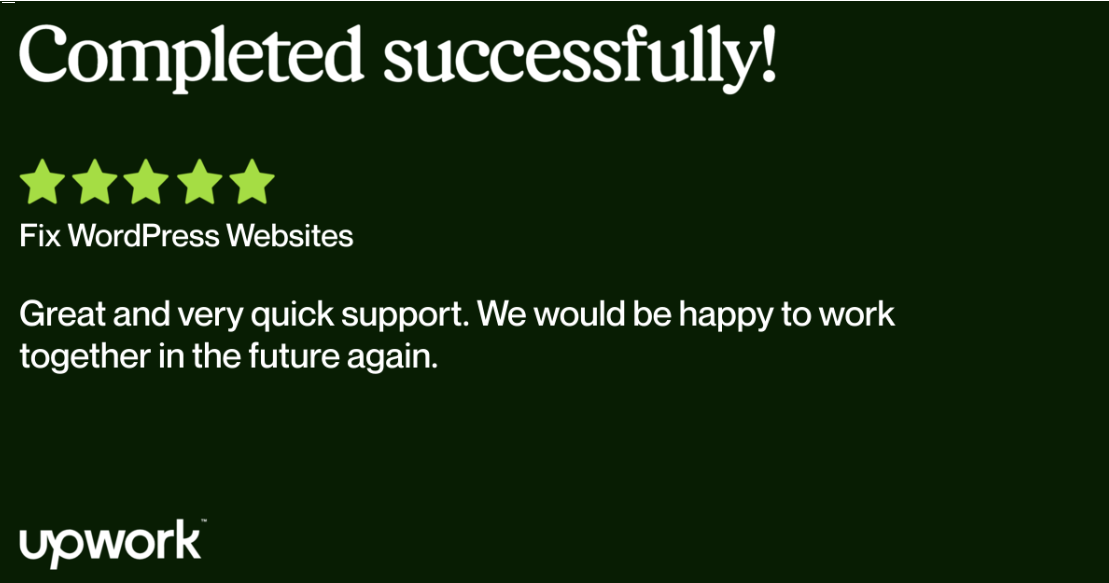 Completed successfully!
Fix WordPress Websites
Great and very quick support. We would be happy to work
together in the future again.
upwork™